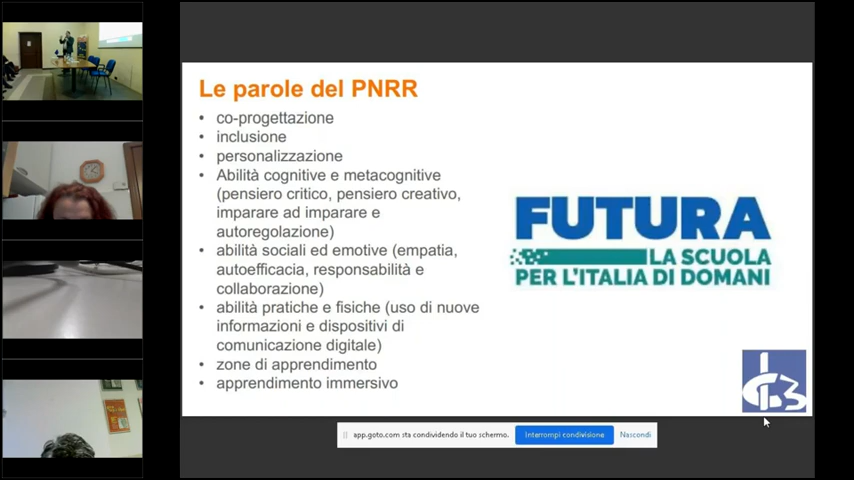 Le parole del PNRR
• co-progettazione
• inclusione
• personalizzazione
• Abilità cognitive e metacognitive
(pensiero critico, pensiero creativo,
imparare ad imparare e
autoregolazione)
• abilità sociali ed emotive (empatia,
autoefficacia, responsabilità e
collaborazione)
• abilità pratiche e fisiche (uso di nuove
informazioni e dispositivi di
comunicazione digitale)
• zone di apprendimento
• apprendimento immersivo
FUTURA
LA SCUOLA
PER L'ITALIA DI DOMANI
app.goto.com sta condividendo il tuo schermo.
Interrompi condivisione
Nascondi